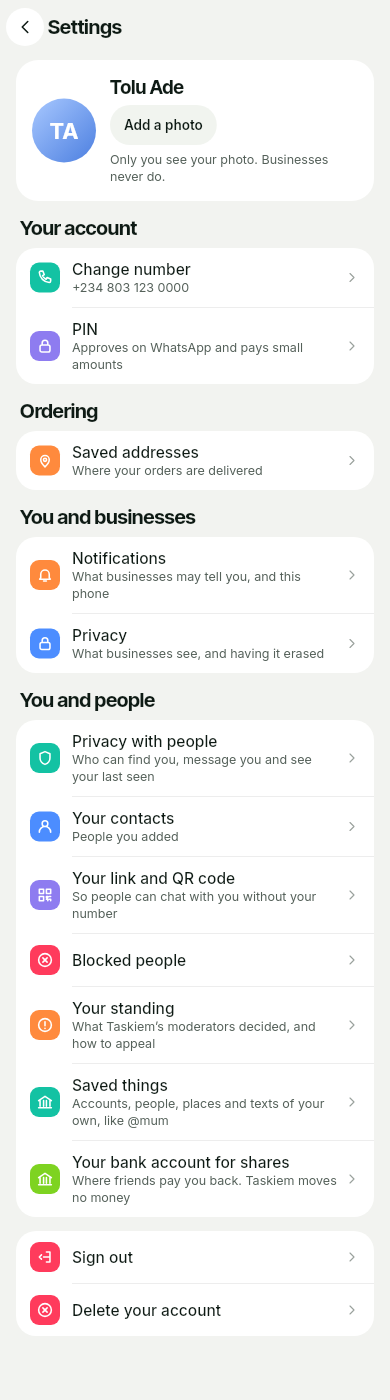 Settings
TA
Tolu Ade
Add a photo
Only you see your photo. Businesses
never do.
Your account
Change number
+234 803 123 0000
PIN
Approves on WhatsApp and pays small
amounts
Ordering
Saved addresses
Where your orders are delivered
You and businesses
Notifications
What businesses may tell you, and this
phone
Privacy
What businesses see, and having it erased
You and people
Privacy with people
Who can find you, message you and see
your last seen
Your contacts
People you added
Your link and QR code
So people can chat with you without your
number
Blocked people
Your standing
What Taskiem’s moderators decided, and
how to appeal
Saved things
Accounts, people, places and texts of your
own, like @mum
Your bank account for shares
Where friends pay you back. Taskiem moves
no money
Sign out
Delete your account